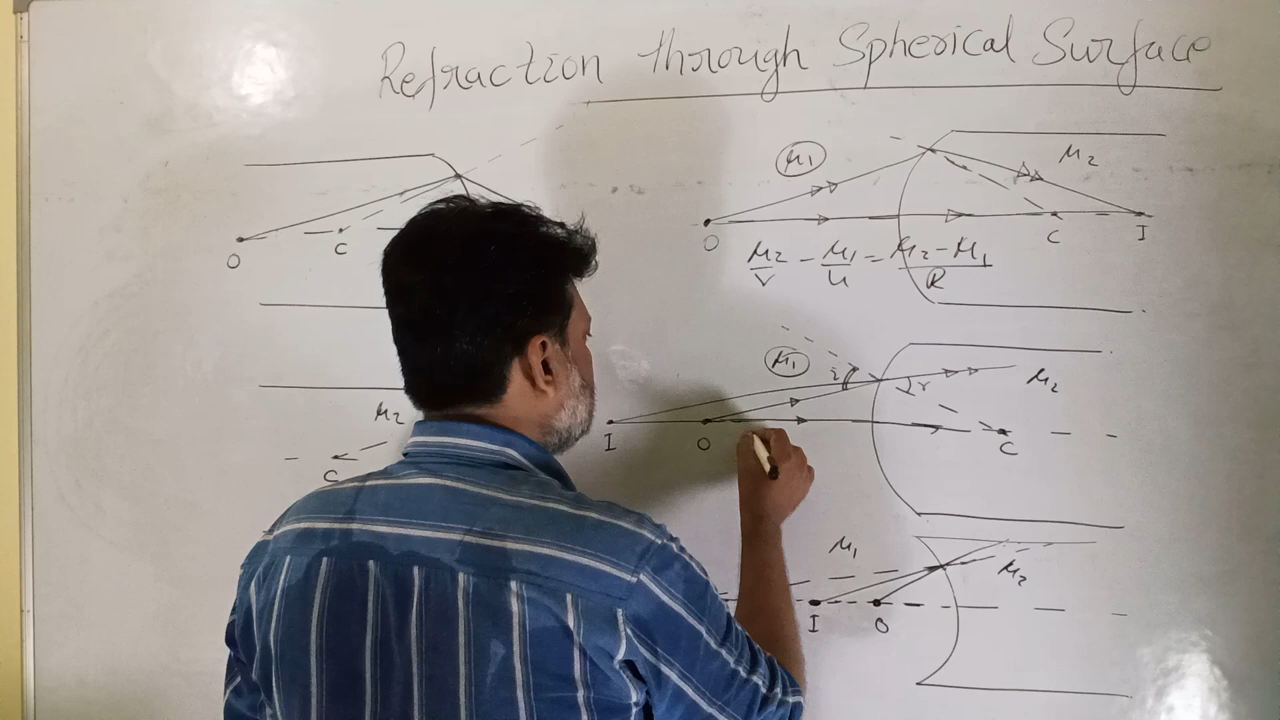 Refraction through Spherical Surface
O C
μ1 μ2
O C I
μ2/v - μ1/u = μ2-μ1/R
μ1 i r μ2
I O C
μ2
C
μ1 μ2
I O